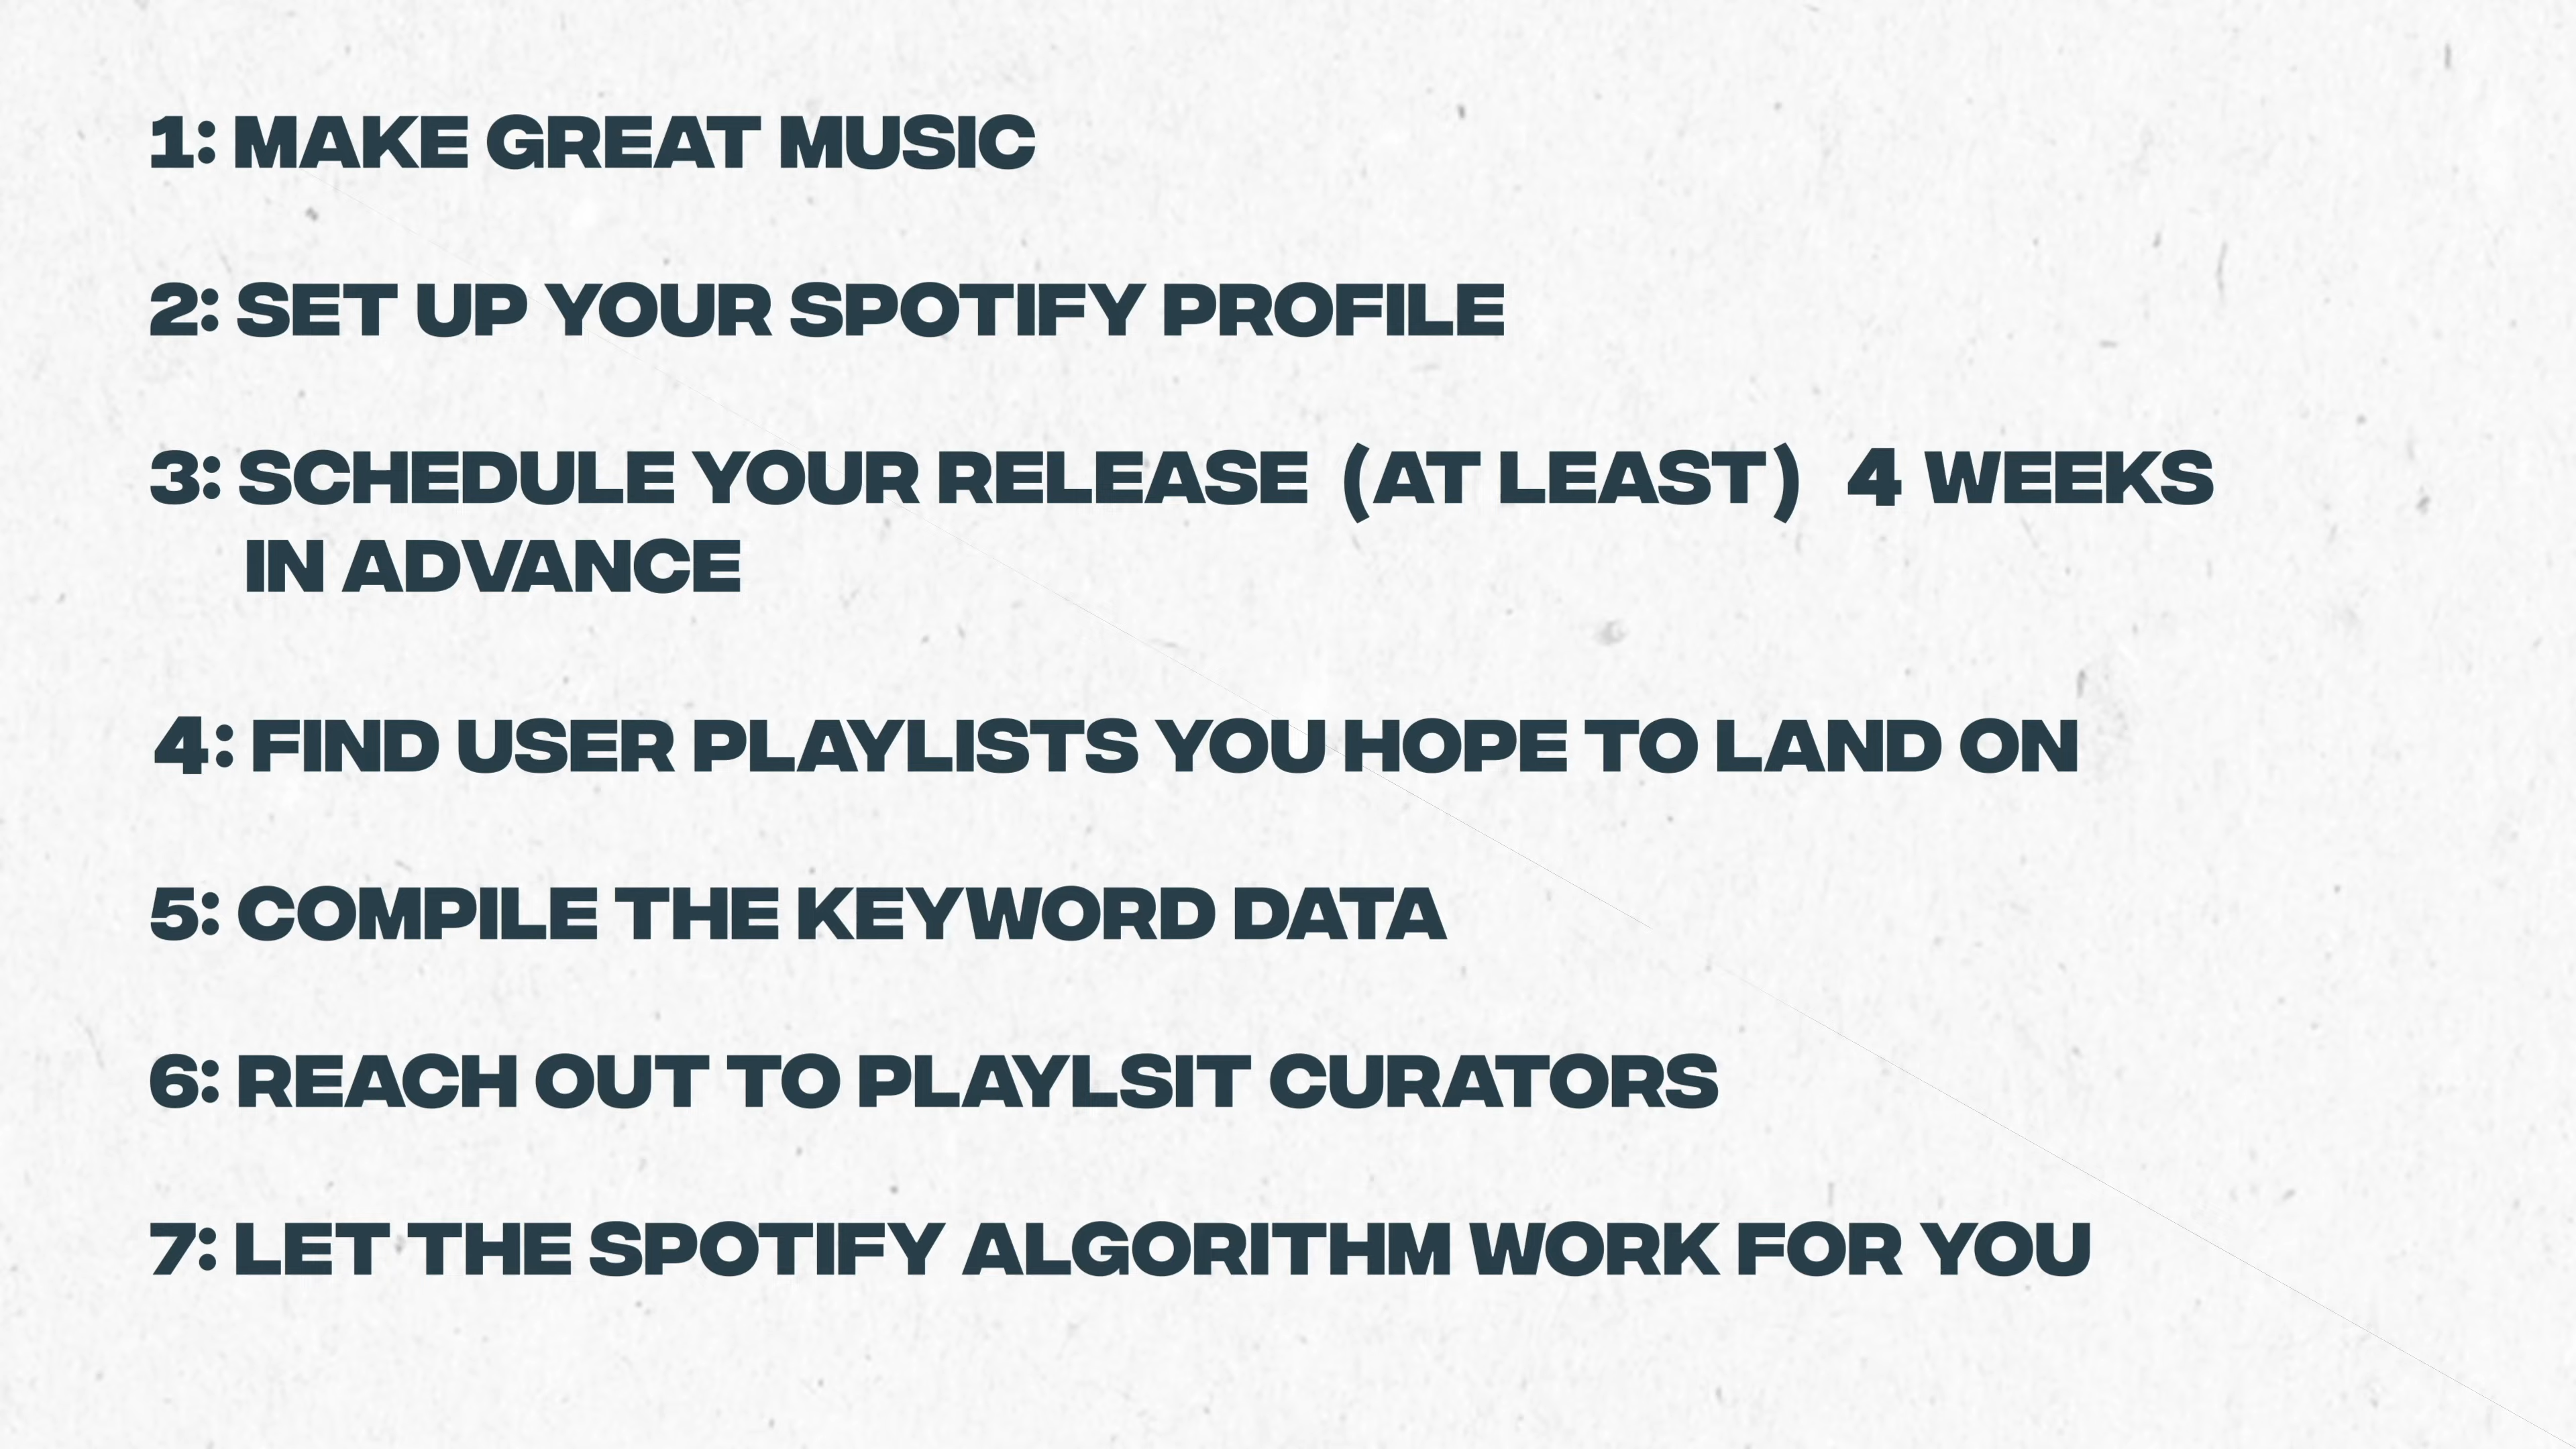 1: MAKE GREAT MUSIC
2: SET UP YOUR SPOTIFY PROFILE
3: SCHEDULE YOUR RELEASE (AT LEAST) 4 WEEKS
IN ADVANCE
4: FIND USER PLAYLISTS YOU HOPE TO LAND ON
5: COMPILE THE KEYWORD DATA
6: REACH OUT TO PLAYLSIT CURATORS
7: LET THE SPOTIFY ALGORITHM WORK FOR YOU